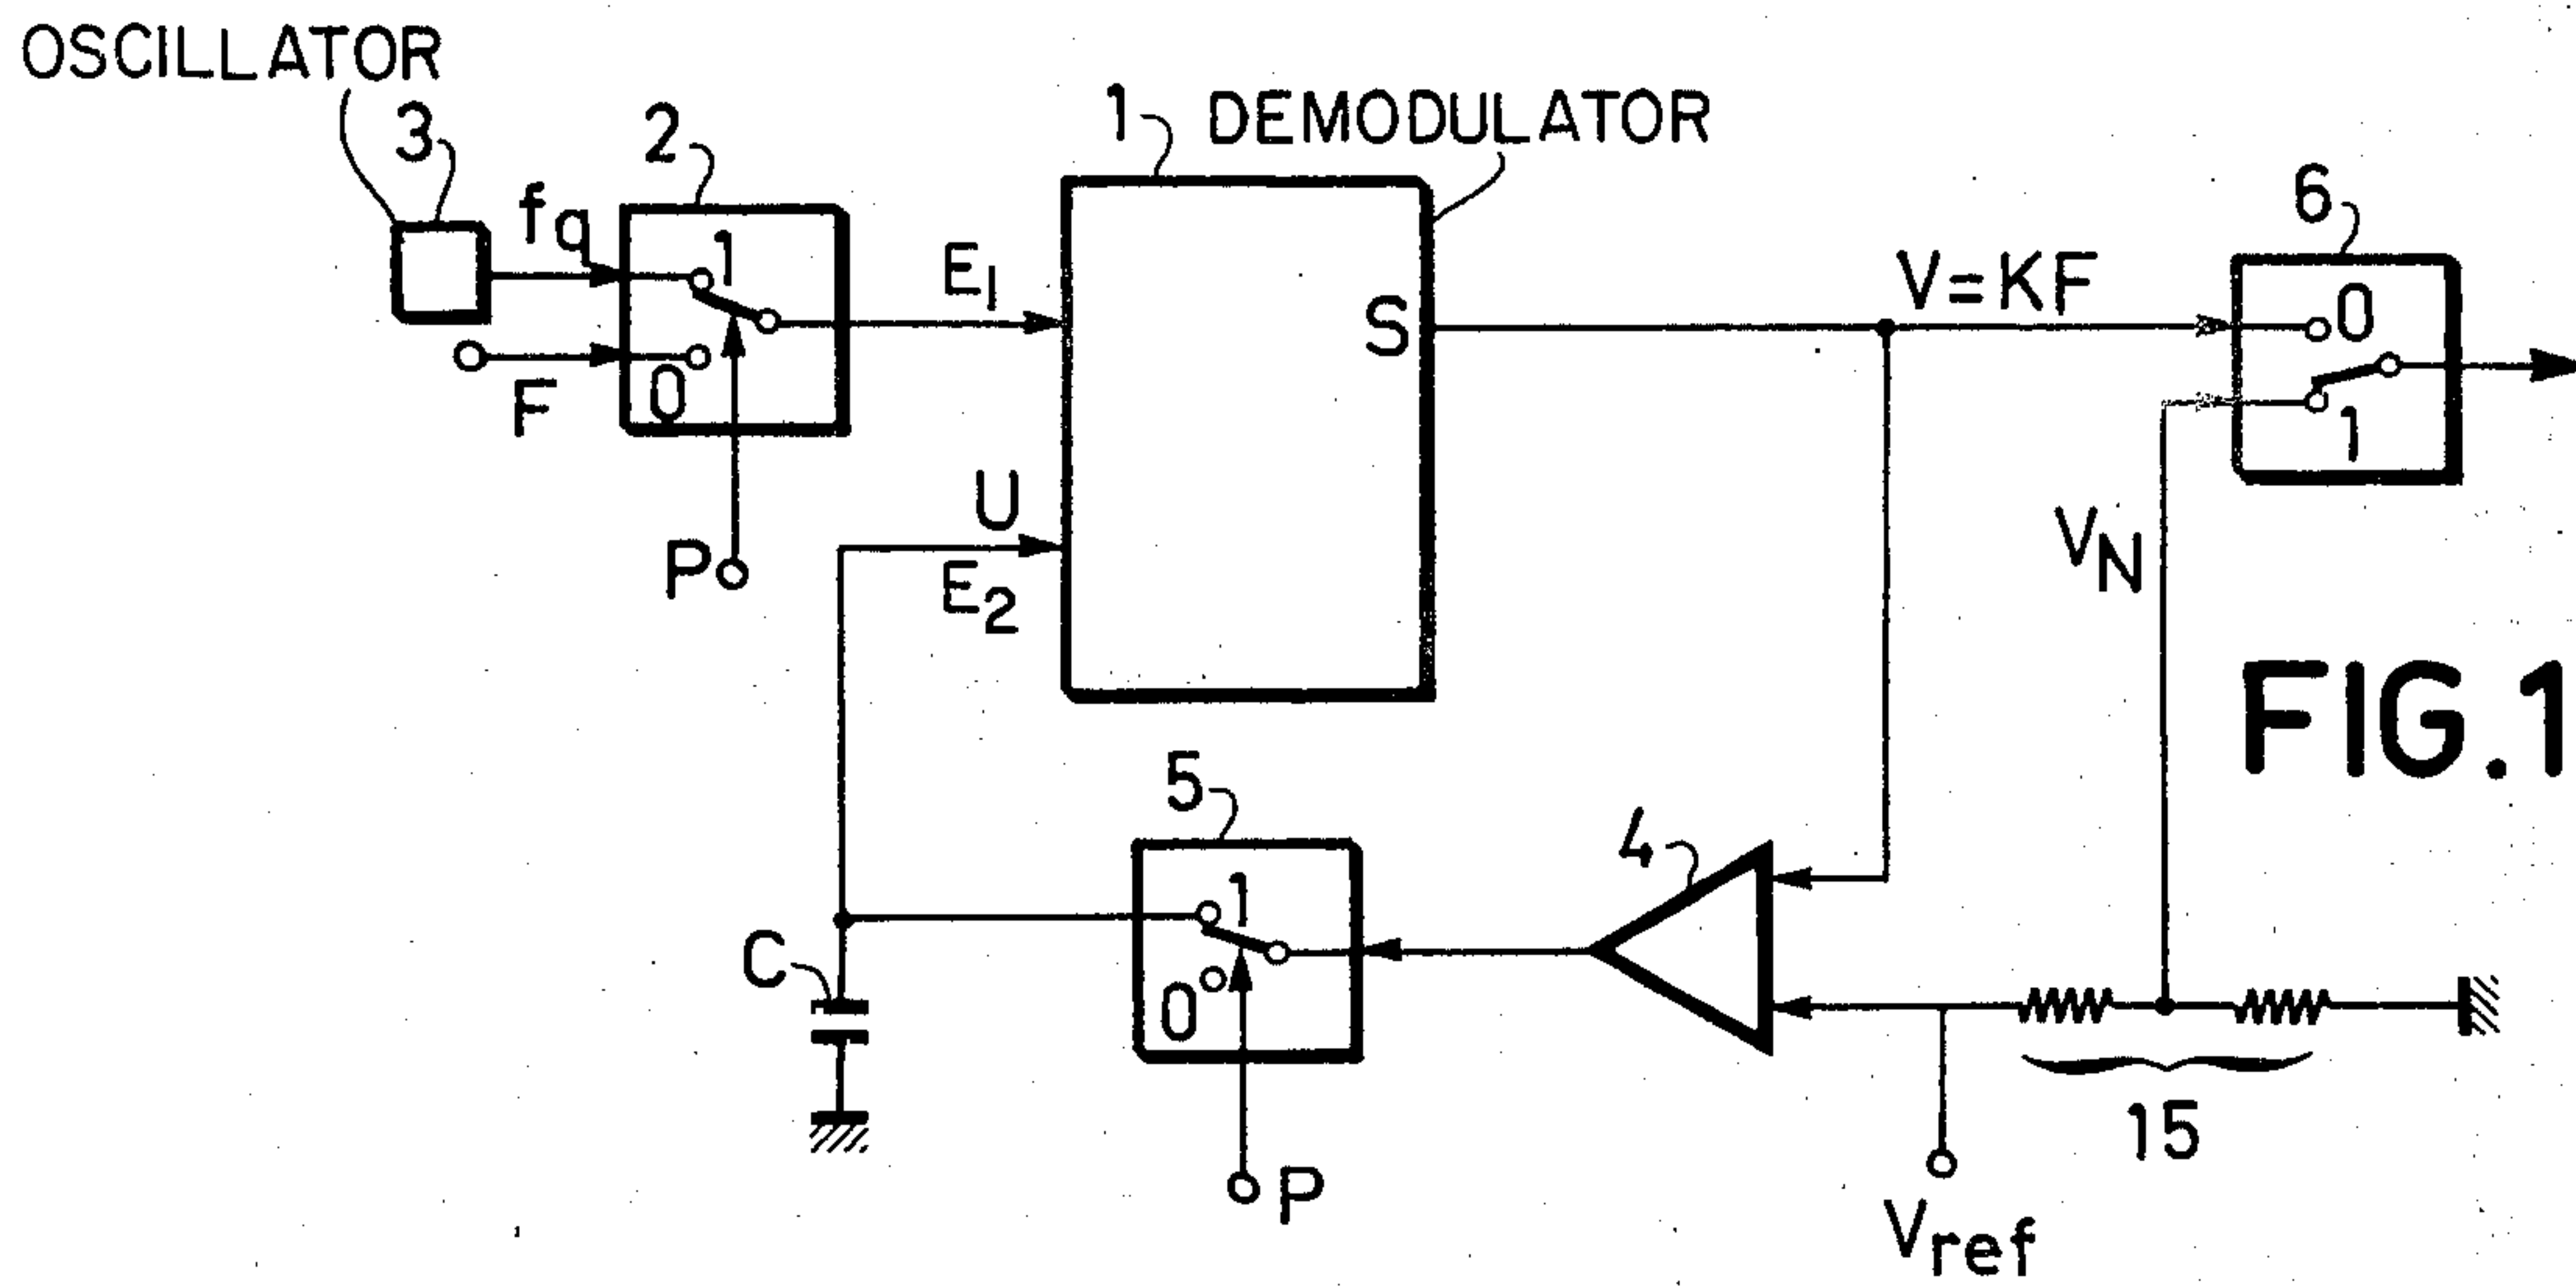 OSCILLATOR
3
2
1
DEMODULATOR
6
fq
1
E1
V=KF
0
S
F
0
1
U
VN
P
E2
FIG.1
5
4
1
C
0
15
P
Vref